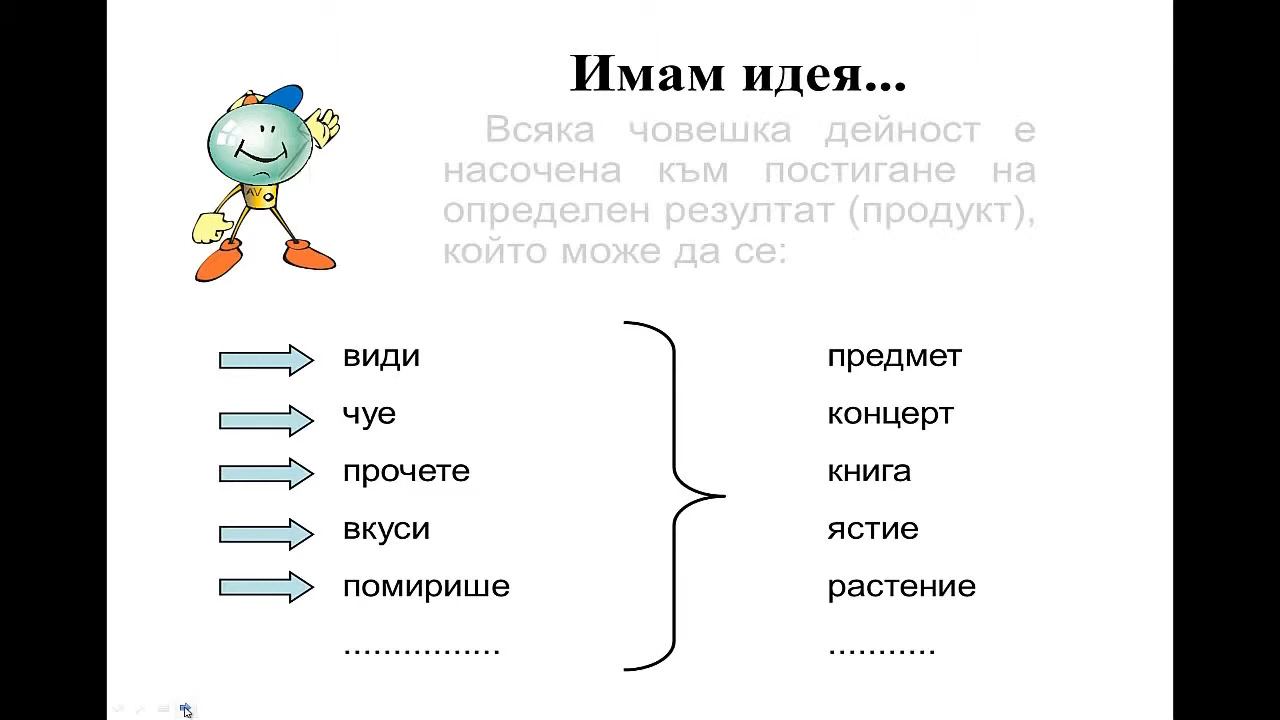 Имам идея...
Всяка човешка дейност е
насочена към постигане на
определен резултат (продукт),
който може да се:
види предмет
чуе концерт
прочете книга
вкуси ястие
помирише растение
................ ...........